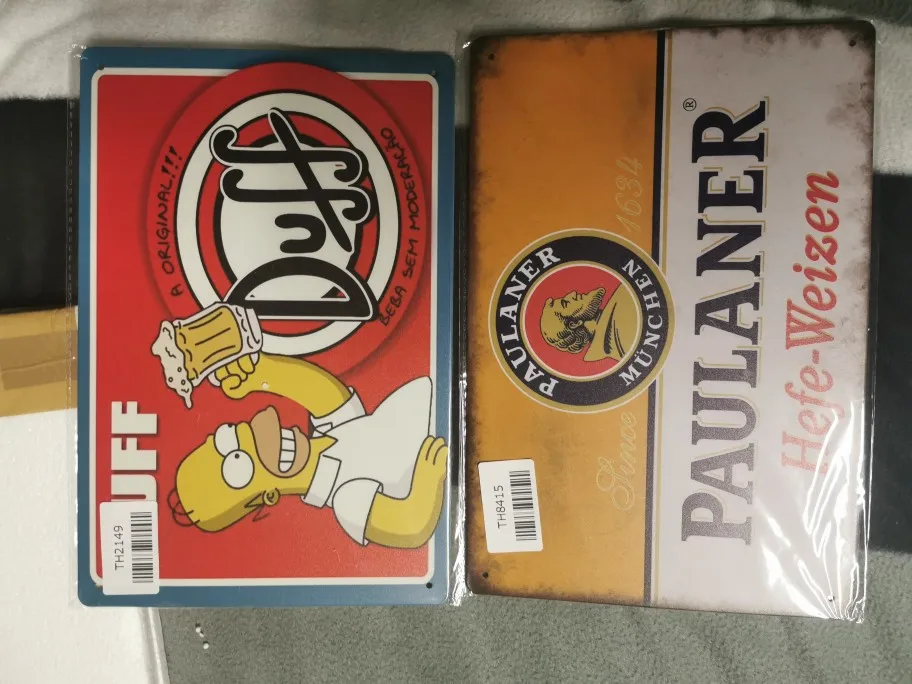 A ORIGINAL!!!
Duff
BEBA SEM MODERAÇÃO
UFF
TH2149
PAULANER
MÜNCHEN
Since 1634
PAULANER®
Hefe-Weizen
TH8415